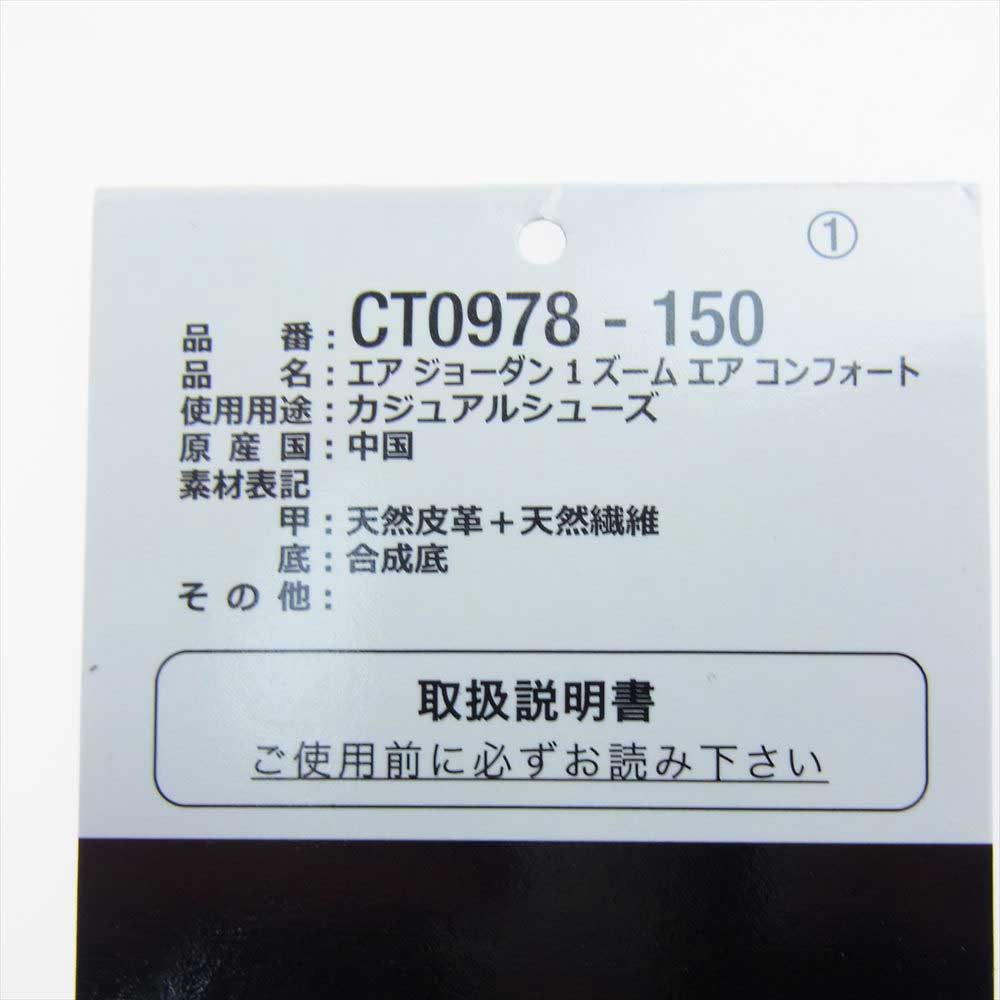 ①
品番：CT0978 - 150
品名：エア ジョーダン 1 ズーム エア コンフォート
使用用途：カジュアルシューズ
原産国：中国
素材表記
甲：天然皮革＋天然繊維
底：合成底
その他：
取扱説明書
ご使用前に必ずお読み下さい